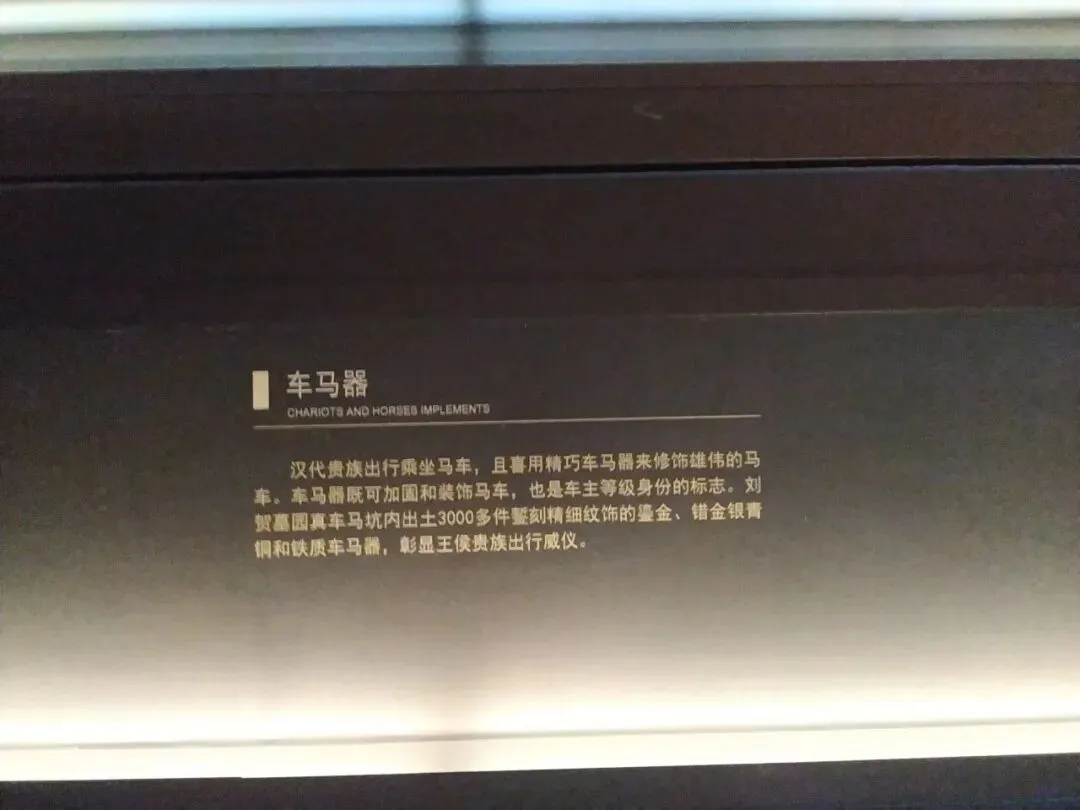 车马器
CHARIOTS AND HORSES IMPLEMENTS
汉代贵族出行乘坐马车，且喜用精巧车马器来修饰雄伟的马
车。车马器既可加固和装饰马车，也是车主等级身份的标志。刘
贺墓园真车马坑内出土3000多件錾刻精细纹饰的鎏金、错金银青
铜和铁质车马器，彰显王侯贵族出行威仪。